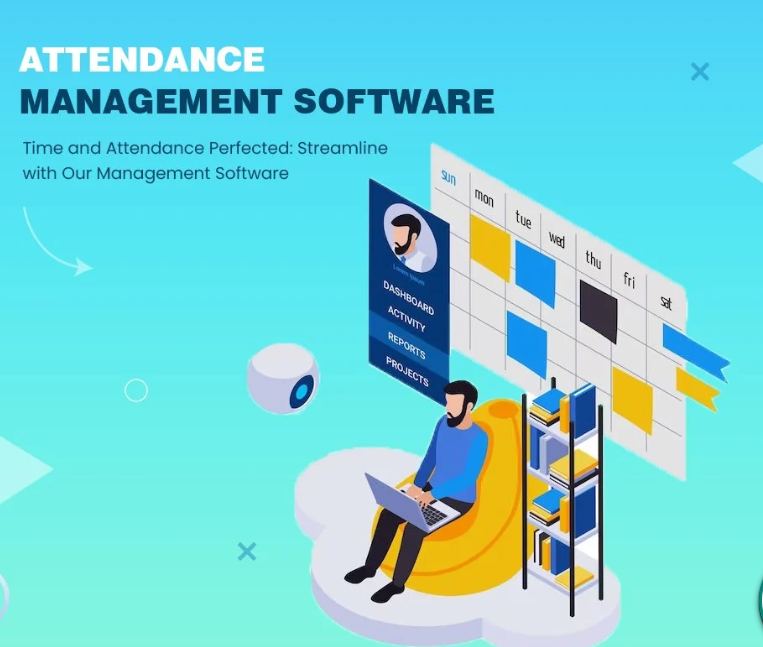 ATTENDANCE
MANAGEMENT SOFTWARE
Time and Attendance Perfected: Streamline
with Our Management Software
sun
mon
tue
wed
thu
fri
sat
DASHBOARD
ACTIVITY
REPORTS
PROJECTS